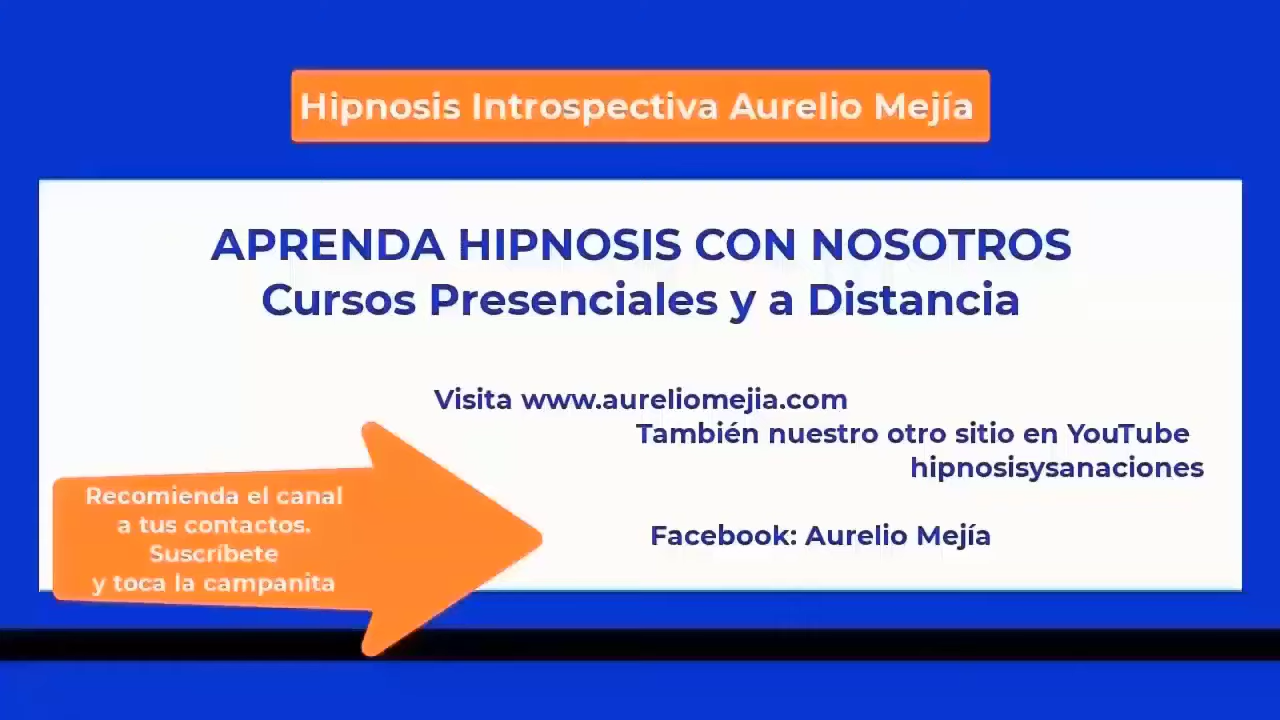 Hipnosis Introspectiva Aurelio Mejía
APRENDA HIPNOSIS CON NOSOTROS
Cursos Presenciales y a Distancia
Visita www.aureliomejia.com
También nuestro otro sitio en YouTube
hipnosisysanaciones
Facebook: Aurelio Mejía
Recomienda el canal
a tus contactos.
Suscríbete
y toca la campanita